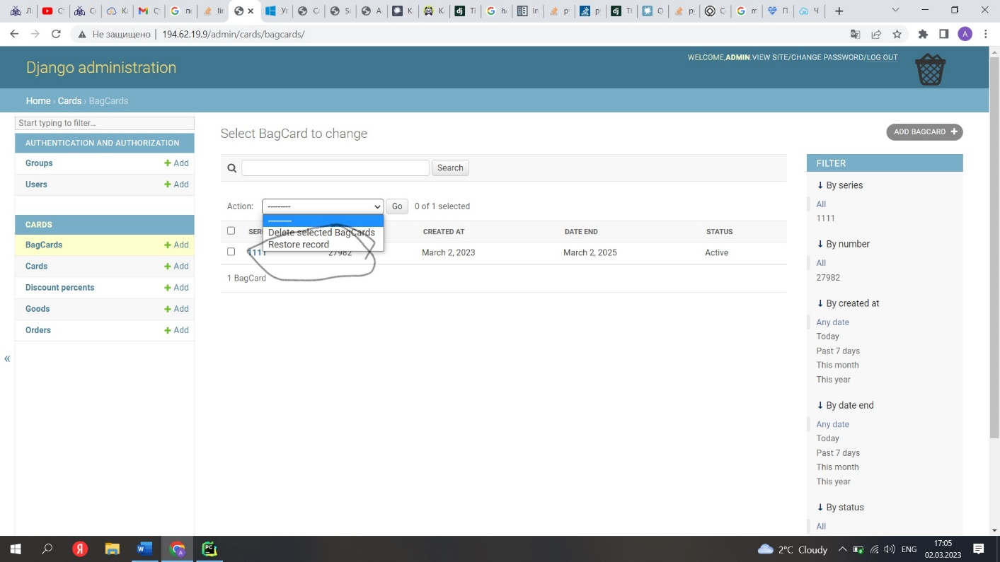 Не защищено
194.62.19.9/admin/cards/bagcards/
A
Django administration
WELCOME,ADMIN.VIEW SITE/CHANGE PASSWORD/LOG OUT
Home › Cards › BagCards
Start typing to filter...
AUTHENTICATION AND AUTHORIZATION
Groups + Add
Users + Add
CARDS
BagCards + Add
Cards + Add
Discount percents + Add
Goods + Add
Orders + Add
«
Select BagCard to change
ADD BAGCARD +
Search
Action: --------- Go 0 of 1 selected
---------
Delete selected BagCards
Restore record
CREATED AT DATE END STATUS
1111 27982 March 2, 2023 March 2, 2025 Active
1 BagCard
FILTER
↓ By series
All
1111
↓ By number
All
27982
↓ By created at
Any date
Today
Past 7 days
This month
This year
↓ By date end
Any date
Today
Past 7 days
This month
This year
↓ By status
All
2°C Cloudy
ENG
17:05
02.03.2023